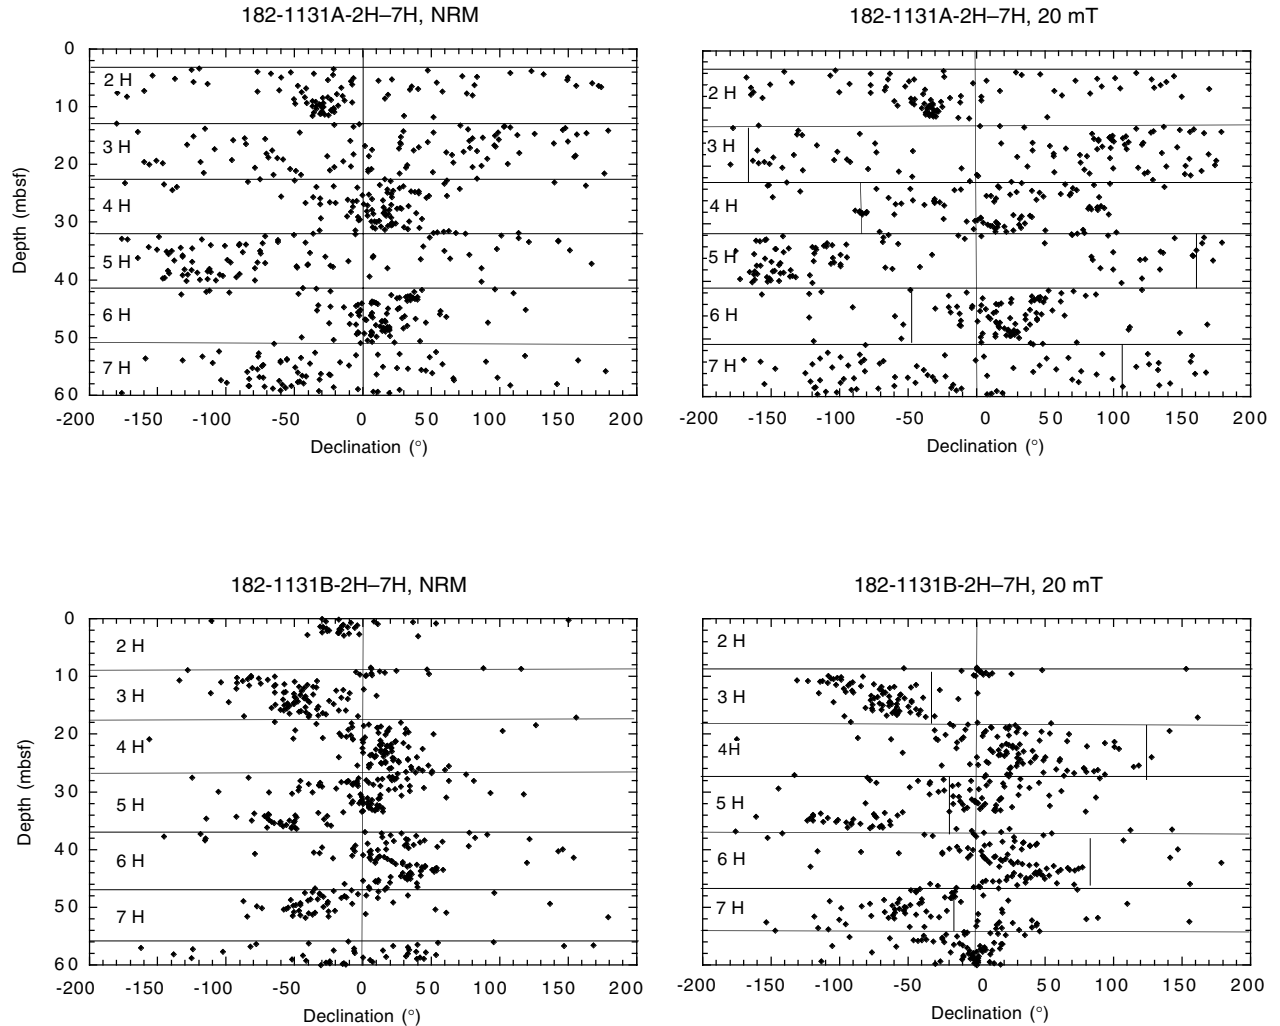 182-1131A-2H–7H, NRM
0
10
20
30
40
50
60
Depth (mbsf)
2 H
3 H
4 H
5 H
6 H
7 H
-200 -150 -100 -50 0 50 100 150 200
Declination (°)
182-1131A-2H–7H, 20 mT
2 H
3 H
4 H
5 H
6 H
7 H
-200 -150 -100 -50 0 50 100 150 200
Declination (°)
182-1131B-2H–7H, NRM
0
10
20
30
40
50
60
Depth (mbsf)
2 H
3 H
4 H
5 H
6 H
7 H
-200 -150 -100 -50 0 50 100 150 200
Declination (°)
182-1131B-2H–7H, 20 mT
2 H
3 H
4H
5 H
6 H
7 H
-200 -150 -100 -50 0 50 100 150 200
Declination (°)